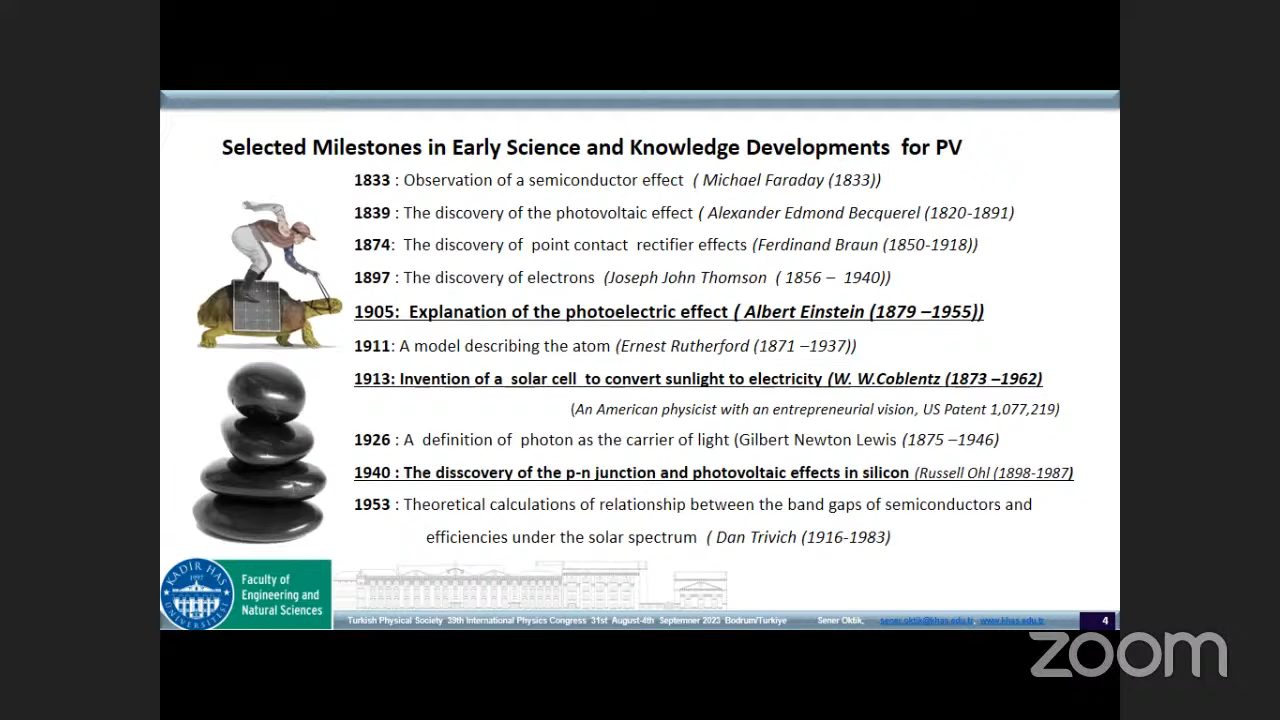 Selected Milestones in Early Science and Knowledge Developments for PV
1833 : Observation of a semiconductor effect ( Michael Faraday (1833))
1839 : The discovery of the photovoltaic effect ( Alexander Edmond Becquerel (1820-1891)
1874: The discovery of point contact rectifier effects (Ferdinand Braun (1850-1918))
1897 : The discovery of electrons (Joseph John Thomson ( 1856 – 1940))
1905: Explanation of the photoelectric effect ( Albert Einstein (1879 –1955))
1911: A model describing the atom (Ernest Rutherford (1871 –1937))
1913: Invention of a solar cell to convert sunlight to electricity (W. W.Coblentz (1873 –1962)
(An American physicist with an entrepreneurial vision, US Patent 1,077,219)
1926 : A definition of photon as the carrier of light (Gilbert Newton Lewis (1875 –1946)
1940 : The disscovery of the p-n junction and photovoltaic effects in silicon (Russell Ohl (1898-1987)
1953 : Theoretical calculations of relationship between the band gaps of semiconductors and
efficiencies under the solar spectrum ( Dan Trivich (1916-1983)
KADİR HAS
1997
ÜNİVERSİTESİ
Faculty of
Engineering and
Natural Sciences
Turkish Physical Society 39th International Physics Congress 31st August-4th Septemner 2023 Bodrum/Turkiye Sener Oktik, sener.oktik@khas.edu.tr, www.khas.edu.tr 4
zoom